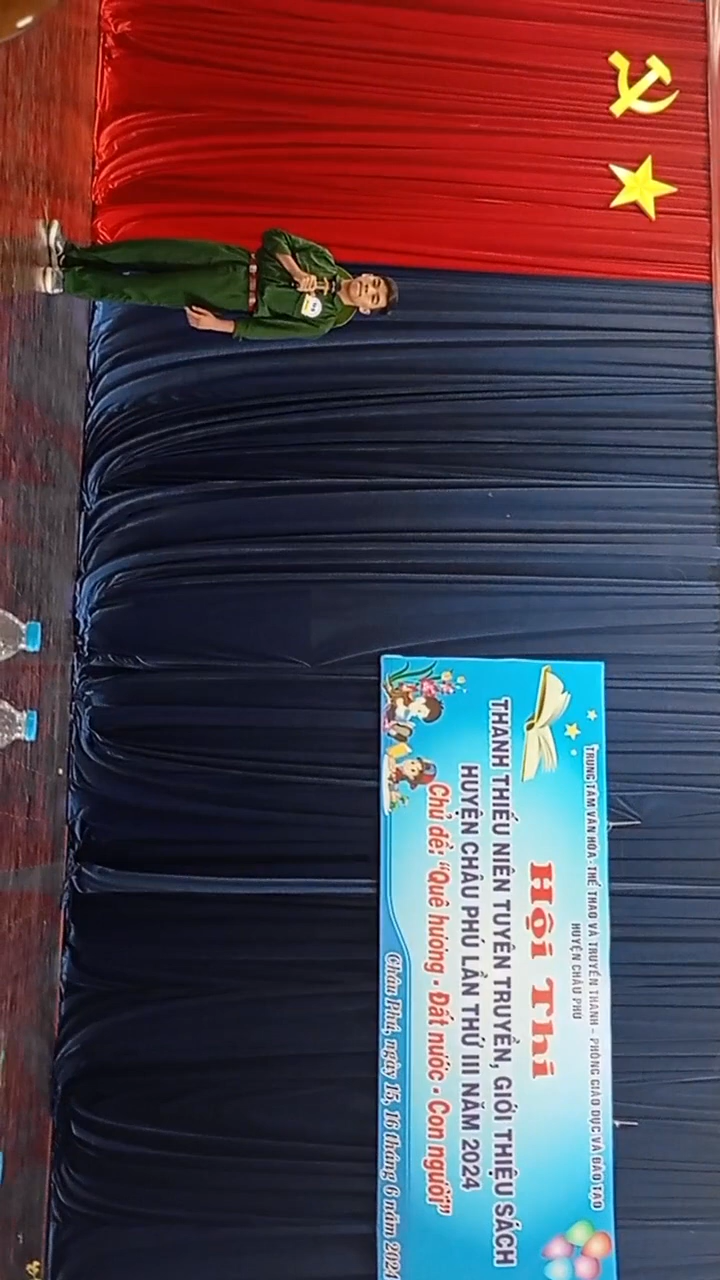 TRUNG TÂM VĂN HÓA - THỂ THAO VÀ TRUYỀN THANH - PHÒNG GIÁO DỤC VÀ ĐÀO TẠO
HUYỆN CHÂU PHÚ
Hội Thi
THANH THIẾU NIÊN TUYÊN TRUYỀN, GIỚI THIỆU SÁCH
HUYỆN CHÂU PHÚ LẦN THỨ III NĂM 2024
Chủ đề: "Quê hương - Đất nước - Con người"
Châu Phú, ngày 15, 16 tháng 6 năm 2024